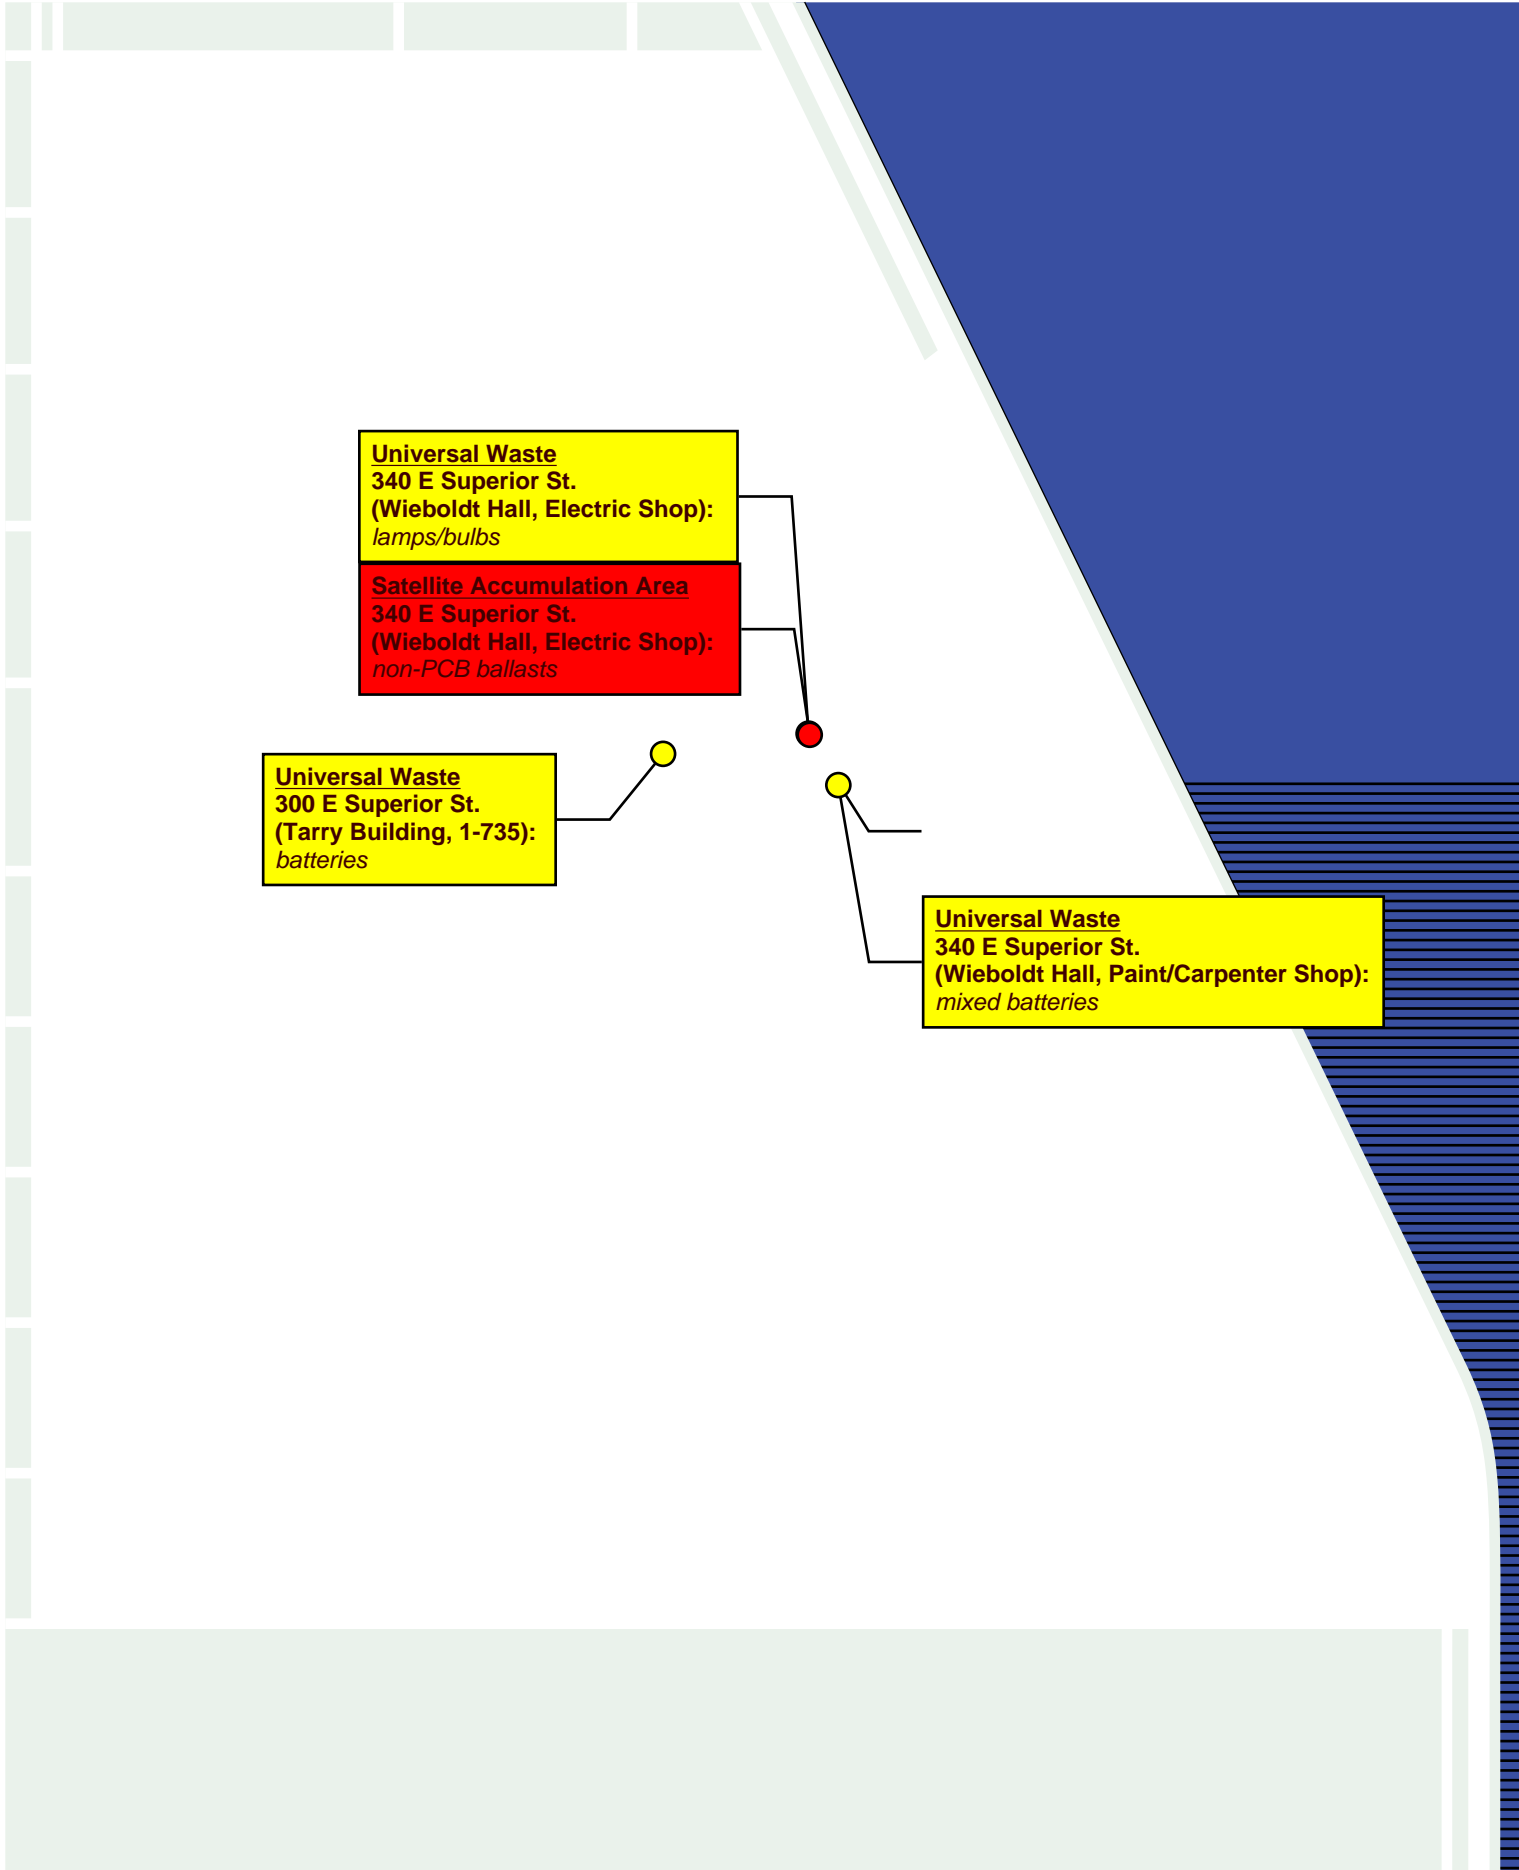 Universal Waste
340 E Superior St.
(Wieboldt Hall, Electric Shop):
lamps/bulbs
Satellite Accumulation Area
340 E Superior St.
(Wieboldt Hall, Electric Shop):
non-PCB ballasts
Universal Waste
300 E Superior St.
(Tarry Building, 1-735):
batteries
Universal Waste
340 E Superior St.
(Wieboldt Hall, Paint/Carpenter Shop):
mixed batteries